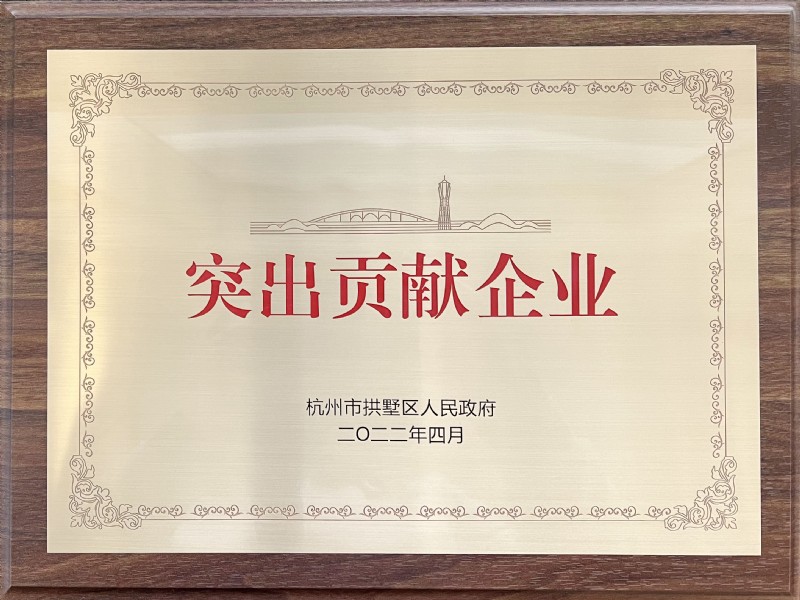 突出贡献企业
杭州市拱墅区人民政府
二〇二二年四月